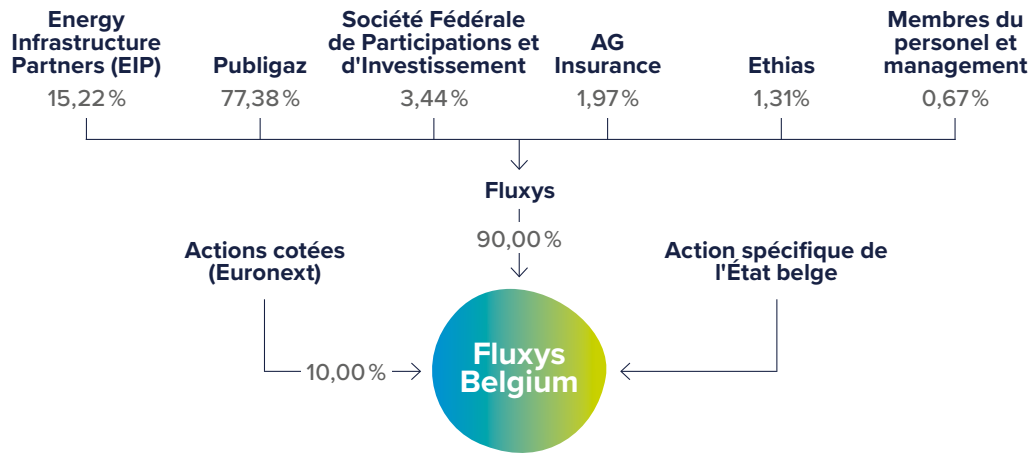 Energy
Infrastructure
Partners (EIP)
15,22 %
Publigaz
77,38 %
Société Fédérale
de Participations et
d'Investissement
3,44 %
AG
Insurance
1,97 %
Ethias
1,31%
Membres du
personel et
management
0,67 %
Fluxys
90,00 %
Actions cotées
(Euronext)
10,00 %
Action spécifique de
l'État belge
Fluxys
Belgium